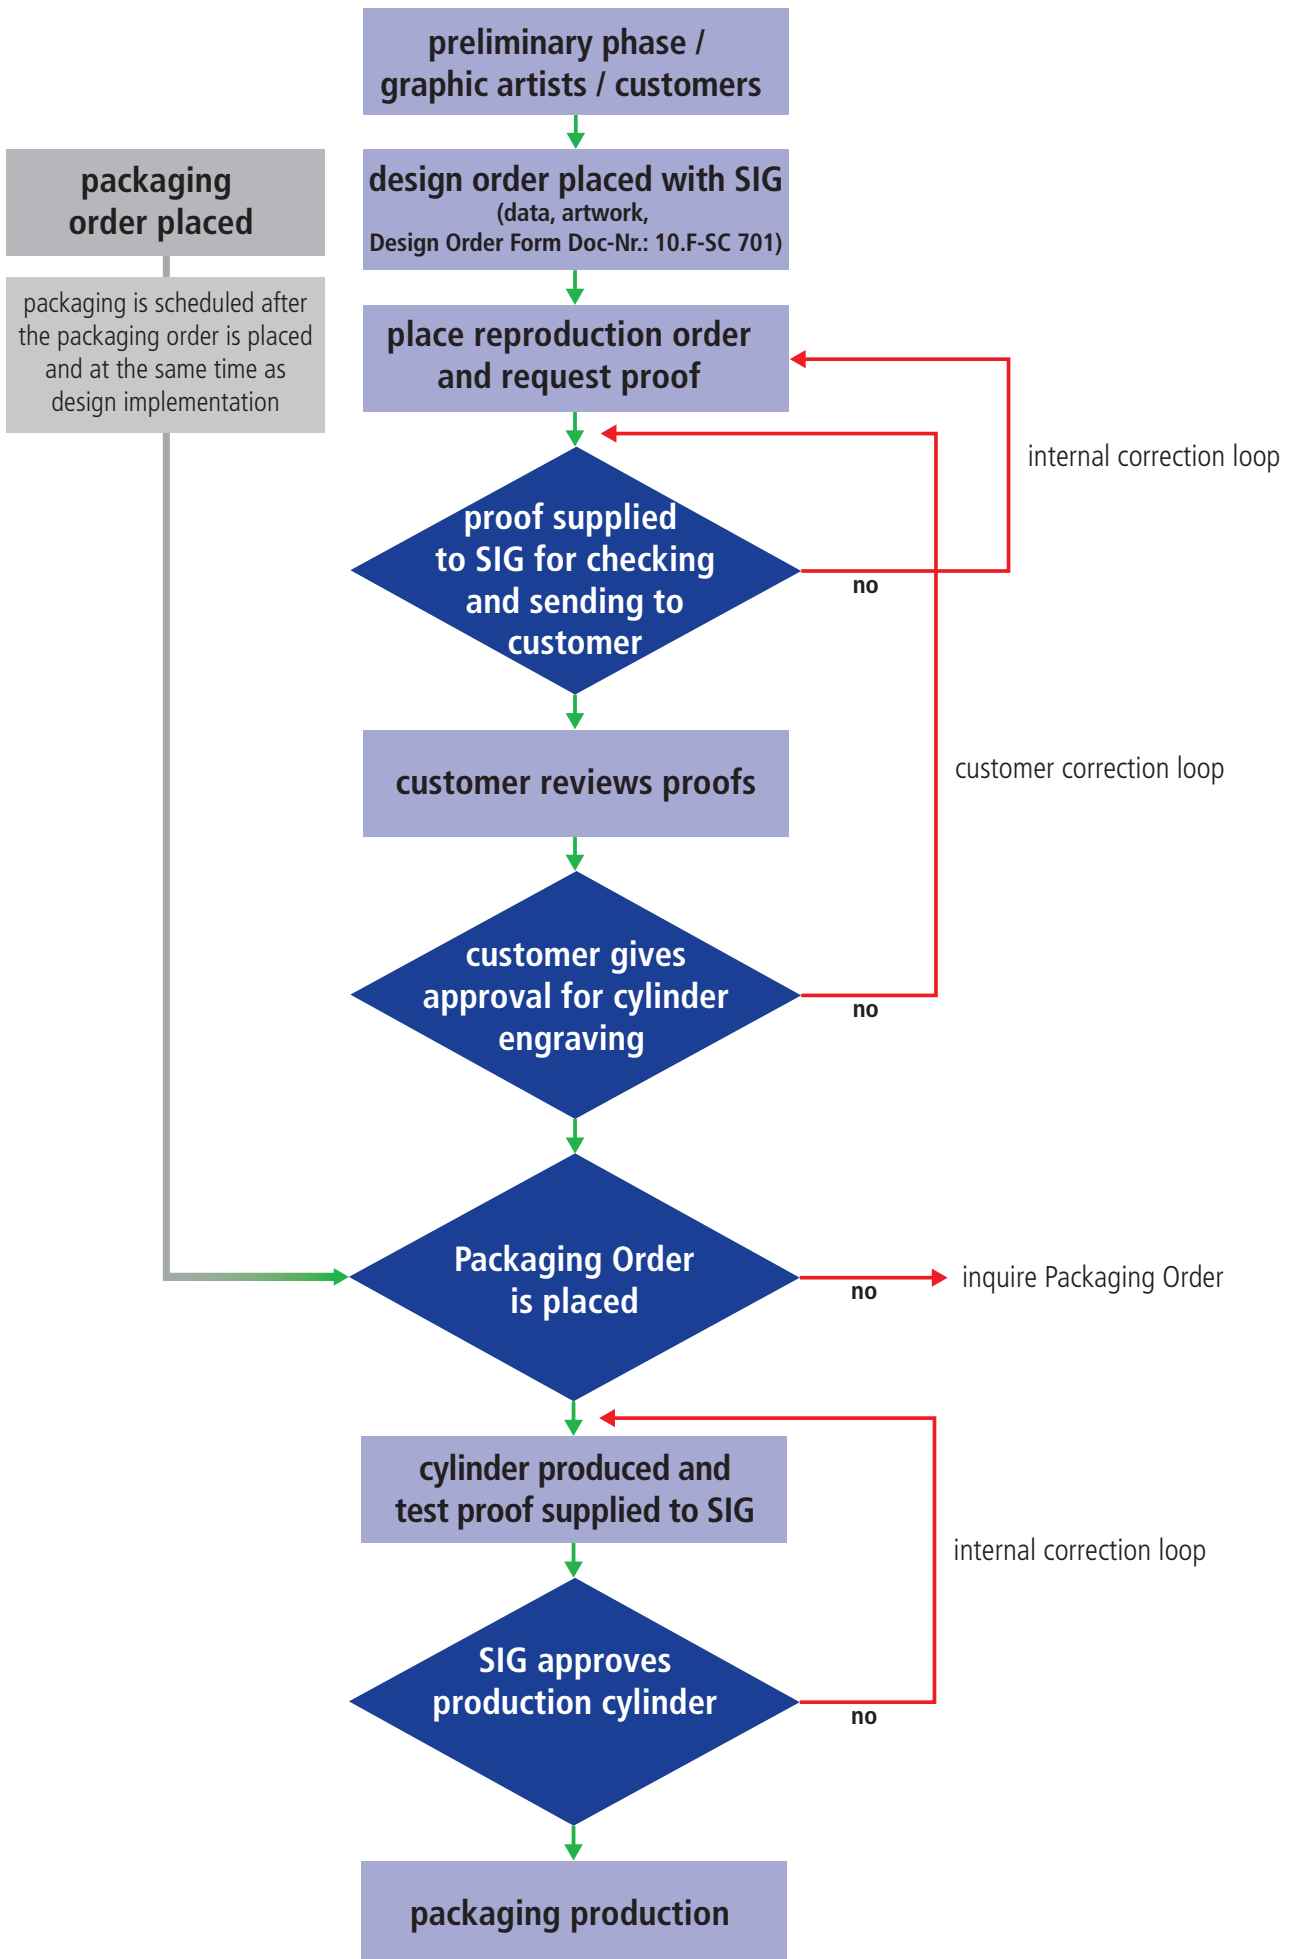 preliminary phase /
graphic artists / customers
packaging
order placed
design order placed with SIG
(data, artwork,
Design Order Form Doc-Nr.: 10.F-SC 701)
packaging is scheduled after
the packaging order is placed
and at the same time as
design implementation
place reproduction order
and request proof
internal correction loop
proof supplied
to SIG for checking
and sending to
customer
no
customer reviews proofs
customer correction loop
customer gives
approval for cylinder
engraving
no
Packaging Order
is placed
no
inquire Packaging Order
cylinder produced and
test proof supplied to SIG
internal correction loop
SIG approves
production cylinder
no
packaging production